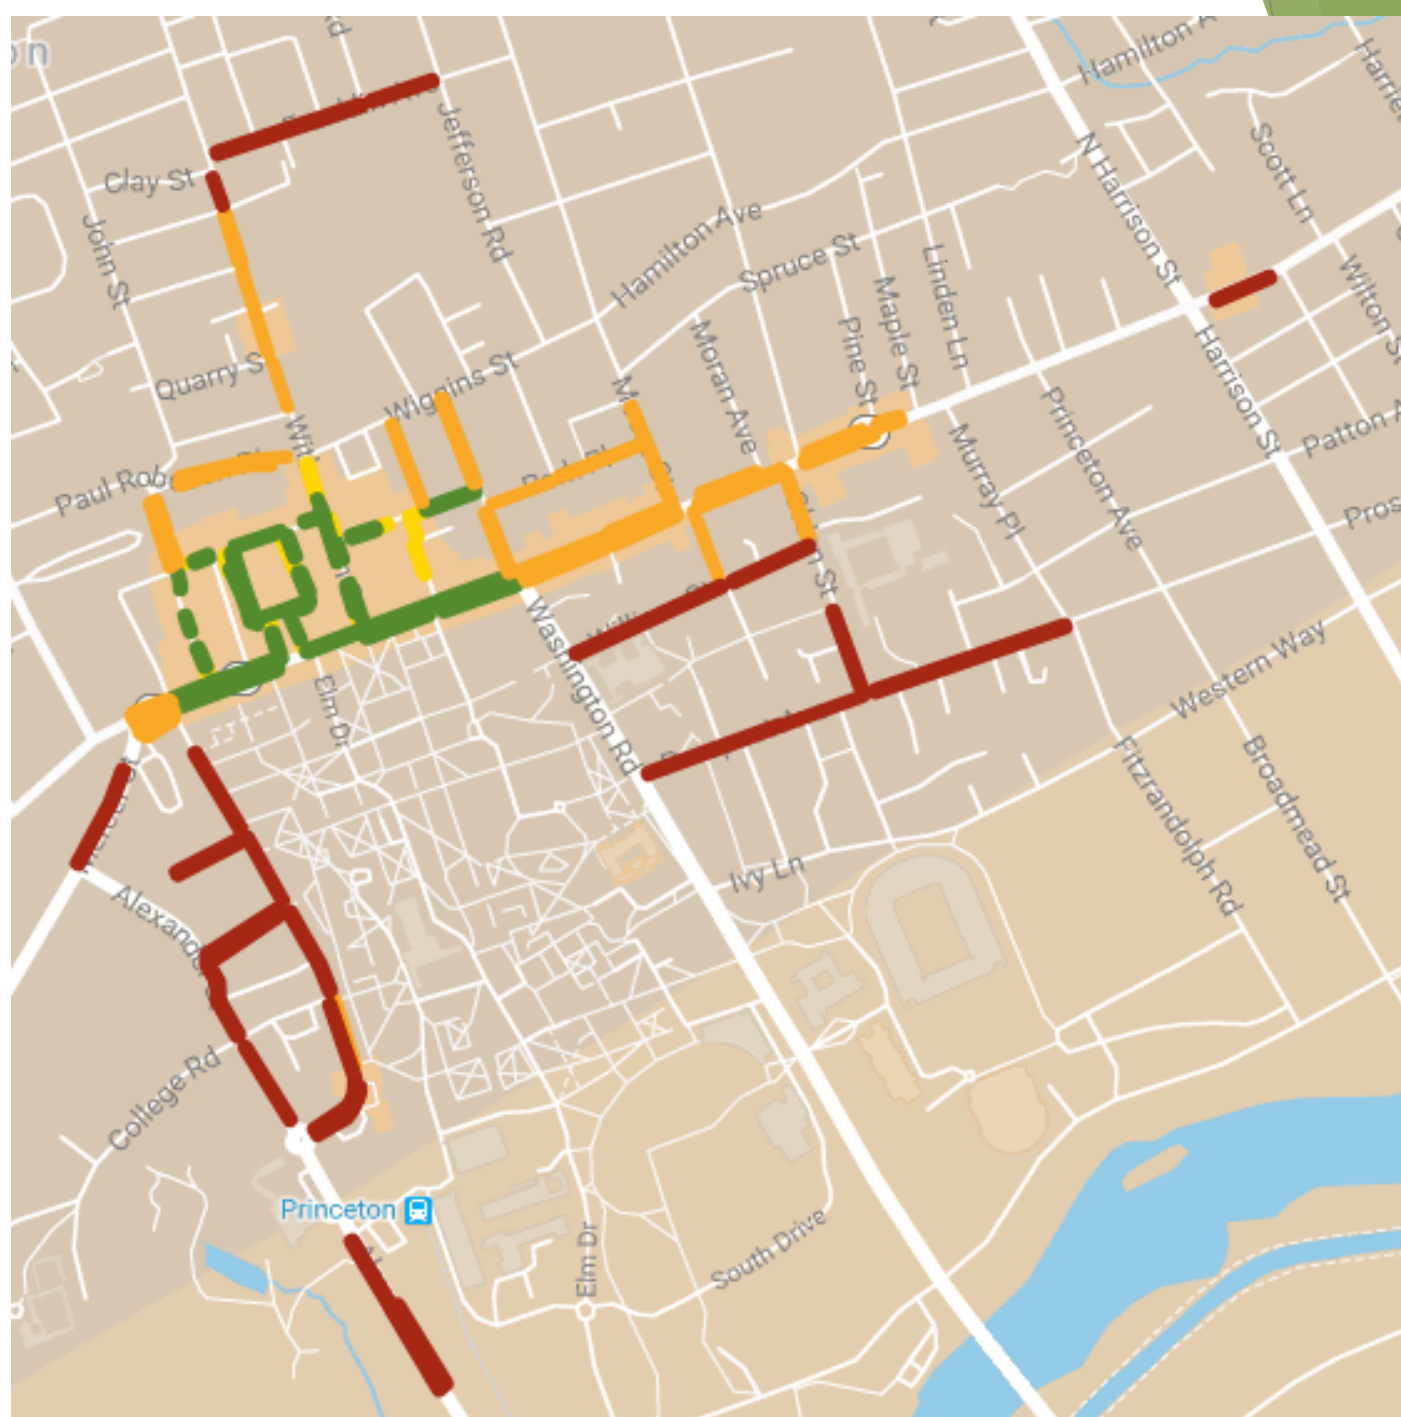 Hamilton A
Clay St
Jefferson Rd
John St
N Harrison St
Scott Ln
Hamilton Ave
Spruce St
Linden Ln
Maple St
Pine St
Moran Ave
Wilton St
Harrison St
Quarry S
Wiggins St
Princeton Ave
Patton A
Murray Pl
Paul Rob
Pros
Washington Rd
Western Way
Elm Dr
Fitzrandolph Rd
Broadmead St
Ivy Ln
College Rd
Princeton
Elm Dr
South Drive